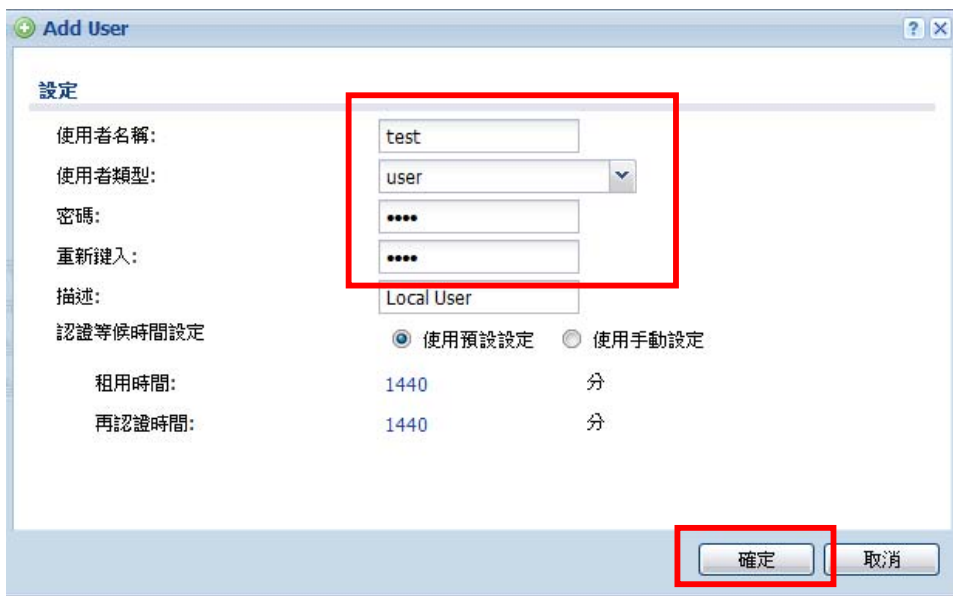 Add User
設定
使用者名稱: test
使用者類型: user
密碼: ••••
重新鍵入: ••••
描述: Local User
認證等候時間設定 使用預設設定 使用手動設定
租用時間: 1440 分
再認證時間: 1440 分
確定 取消